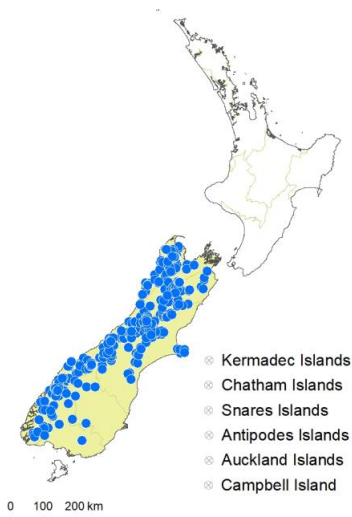 Kermadec Islands
Chatham Islands
Snares Islands
Antipodes Islands
Auckland Islands
Campbell Island
0 100 200 km